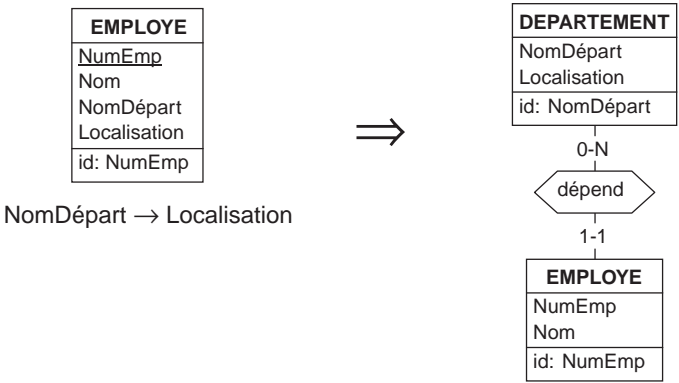 EMPLOYE
NumEmp
Nom
NomDépart
Localisation
id: NumEmp
NomDépart → Localisation
⇒
DEPARTEMENT
NomDépart
Localisation
id: NomDépart
0-N
dépend
1-1
EMPLOYE
NumEmp
Nom
id: NumEmp